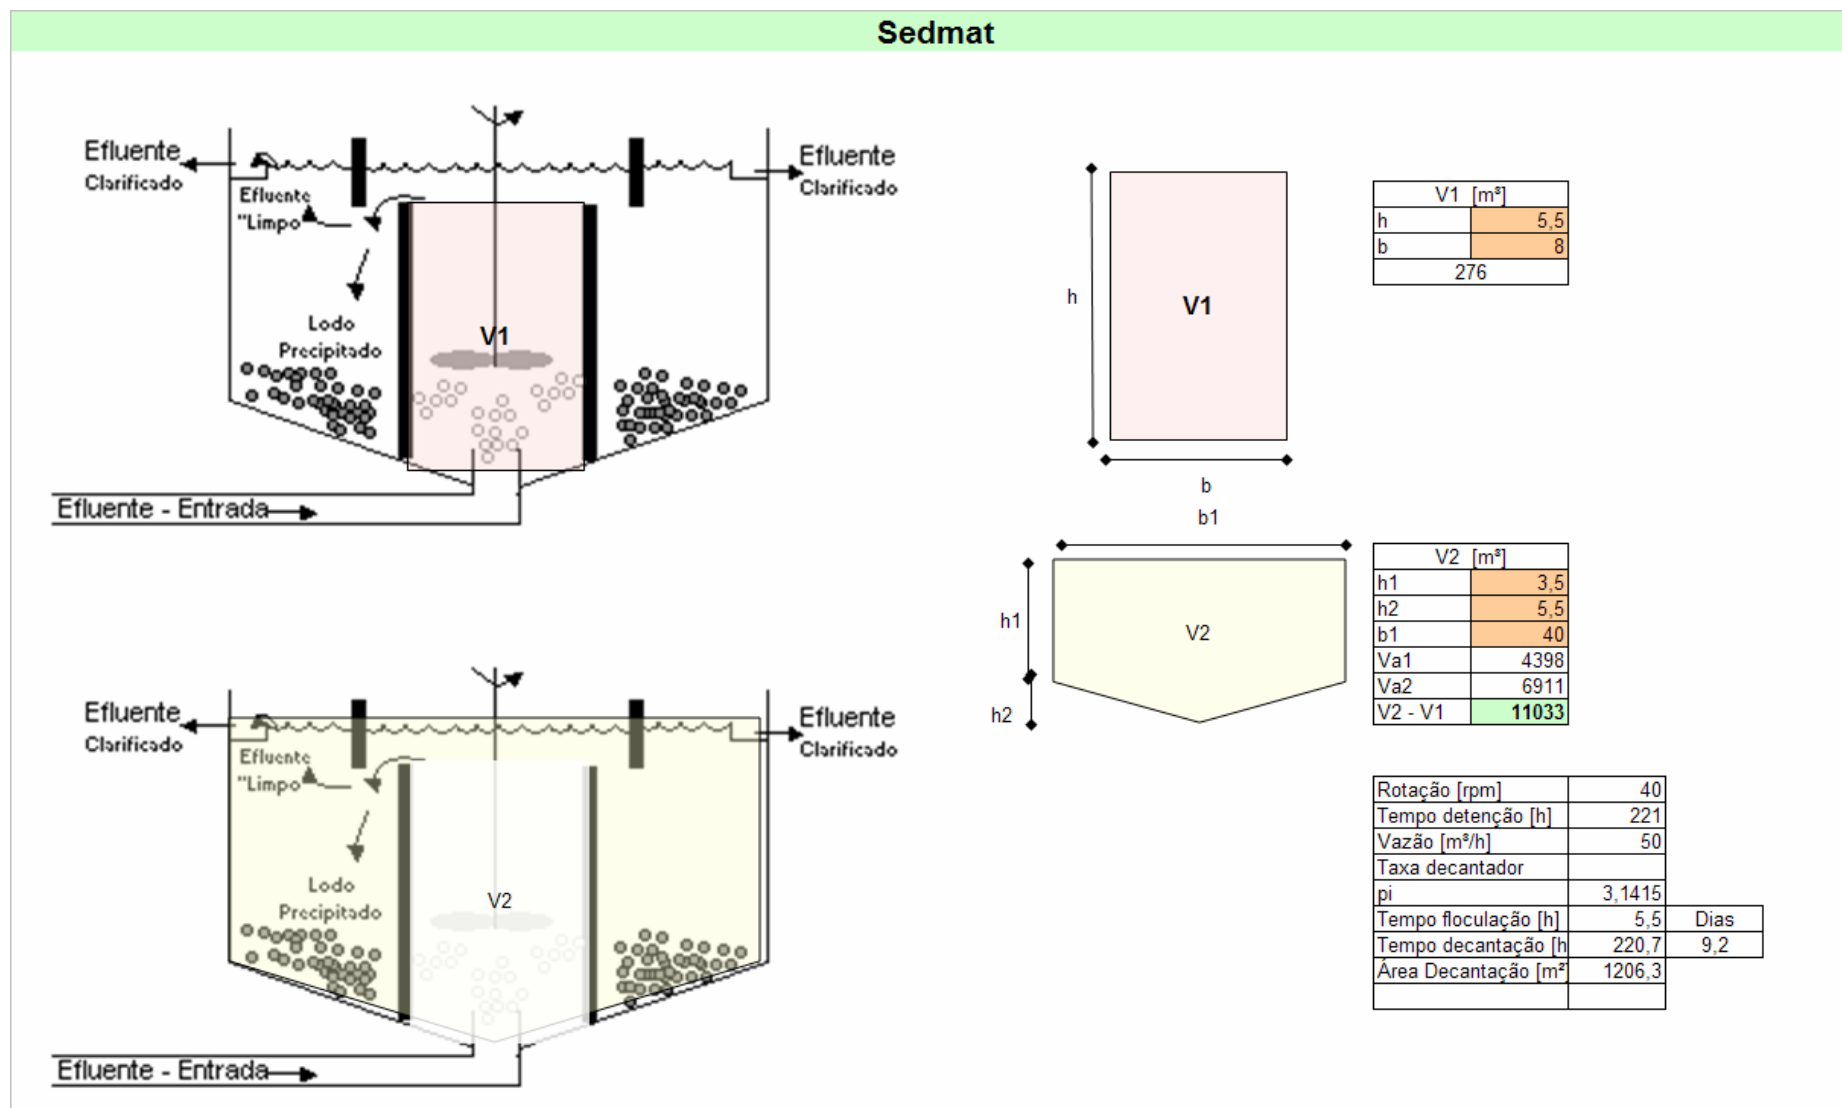 Sedmat
Efluente
Clarificado
Efluente
Clarificado
Efluente
"Limpo
Lodo
Precipitado
V1
Efluente - Entrada
h
V1
b
V1 [m³]
h 5,5
b 8
276
b1
h1
V2
h2
V2 [m³]
h1 3,5
h2 5,5
b1 40
Va1 4398
Va2 6911
V2 - V1 11033
Efluente
Clarificado
Efluente
Clarificado
Efluente
"Limpo
Lodo
Precipitado
V2
Efluente - Entrada
Rotação [rpm] 40
Tempo detenção [h] 221
Vazão [m³/h] 50
Taxa decantador
pi 3,1415
Tempo floculação [h] 5,5 Dias
Tempo decantação [h 220,7 9,2
Área Decantação [m² 1206,3